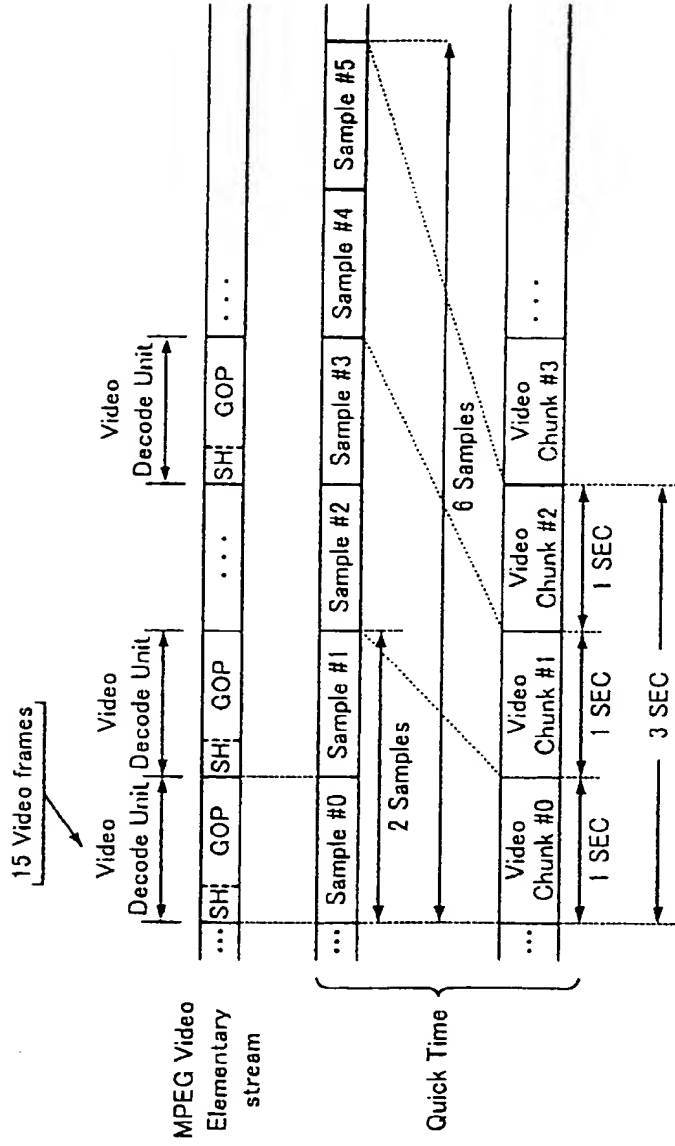 15 Video frames
Video
Decode Unit
Video
Decode Unit
Video
Decode Unit
MPEG Video
Elementary
stream
...
SH
GOP
SH
GOP
...
SH
GOP
...
Quick Time
...
Sample #0
Sample #1
Sample #2
Sample #3
Sample #4
Sample #5
2 Samples
6 Samples
...
Video
Chunk #0
Video
Chunk #1
Video
Chunk #2
Video
Chunk #3
...
1 SEC
1 SEC
1 SEC
3 SEC